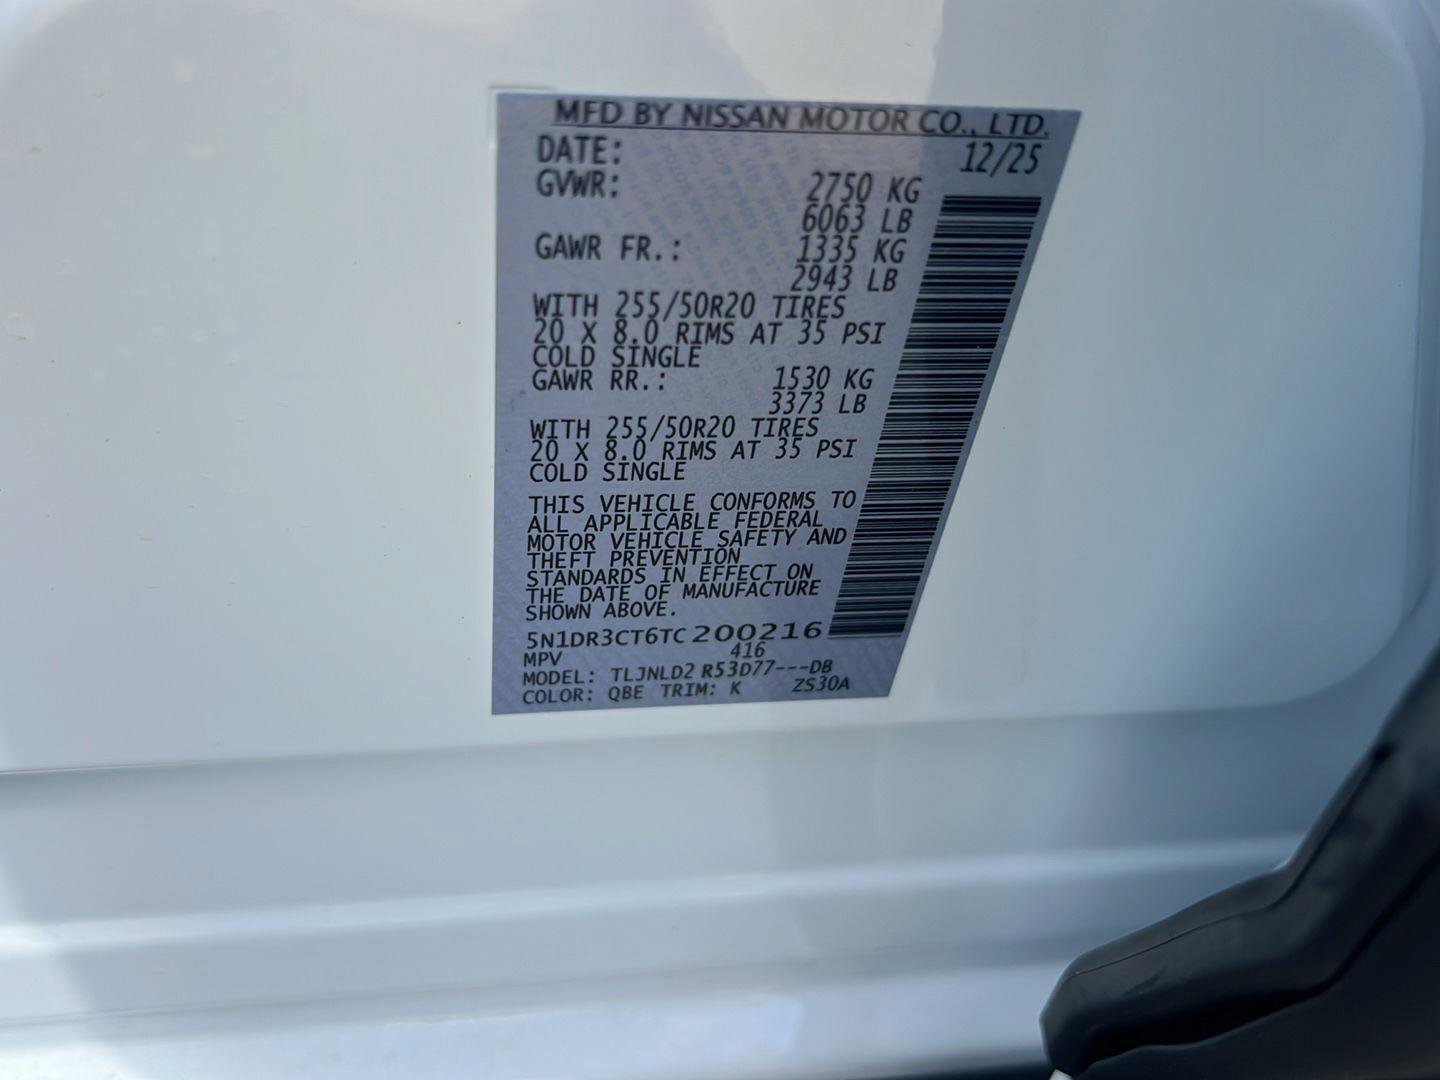 MFD BY NISSAN MOTOR CO., LTD.
DATE: 12/25
GVWR: 2750 KG
6063 LB
GAWR FR.: 1335 KG
2943 LB
WITH 255/50R20 TIRES
20 X 8.0 RIMS AT 35 PSI
COLD SINGLE
GAWR RR.: 1530 KG
3373 LB
WITH 255/50R20 TIRES
20 X 8.0 RIMS AT 35 PSI
COLD SINGLE
THIS VEHICLE CONFORMS TO
ALL APPLICABLE FEDERAL
MOTOR VEHICLE SAFETY AND
THEFT PREVENTION
STANDARDS IN EFFECT ON
THE DATE OF MANUFACTURE
SHOWN ABOVE.
5N1DR3CT6TC200216
MPV 416
MODEL: TLJNLD2 R53D77---DB
COLOR: QBE TRIM: K ZS30A